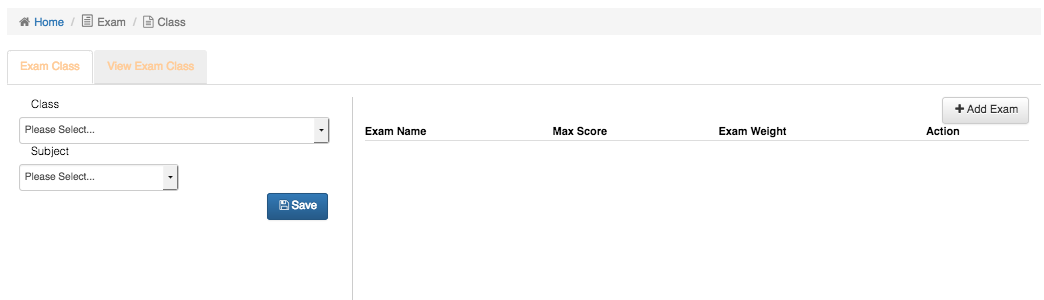 Home / Exam / Class
Exam Class View Exam Class
Class
Please Select...
Subject
Please Select...
Save
+ Add Exam
Exam Name Max Score Exam Weight Action